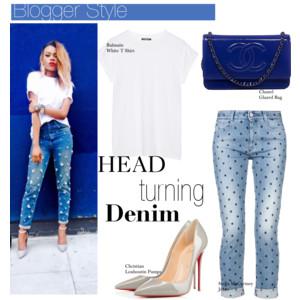 Blogger Style
Balmain
White T Shirt
Chanel
Glazed Bag
HEAD
turning
Denim
Christian
Louboutin Pumps